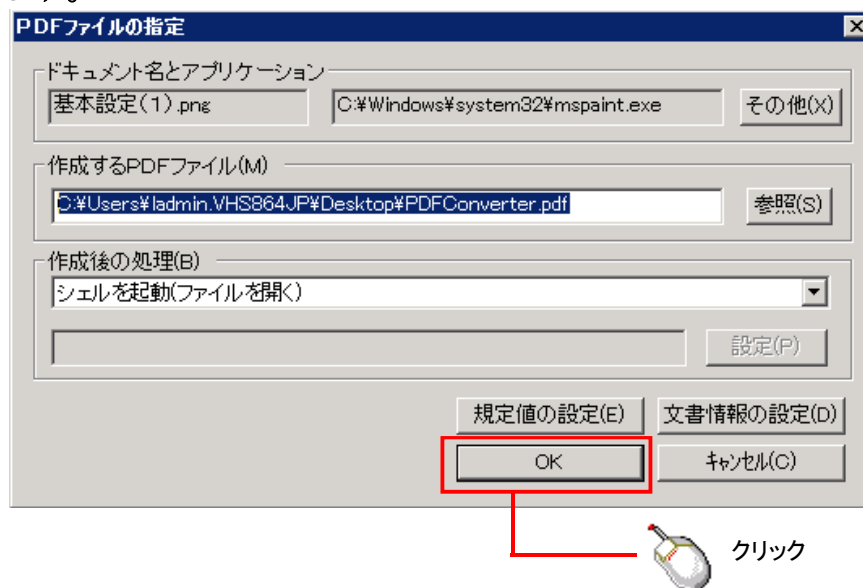 PDFファイルの指定
ドキュメント名とアプリケーション
基本設定(1).png C:¥Windows¥system32¥mspaint.exe その他(X)
作成するPDFファイル(M)
C:¥Users¥ladmin.VHS864JP¥Desktop¥PDFConverter.pdf 参照(S)
作成後の処理(B)
シェルを起動(ファイルを開く)
設定(P)
規定値の設定(E) 文書情報の設定(D)
OK キャンセル(C)
クリック